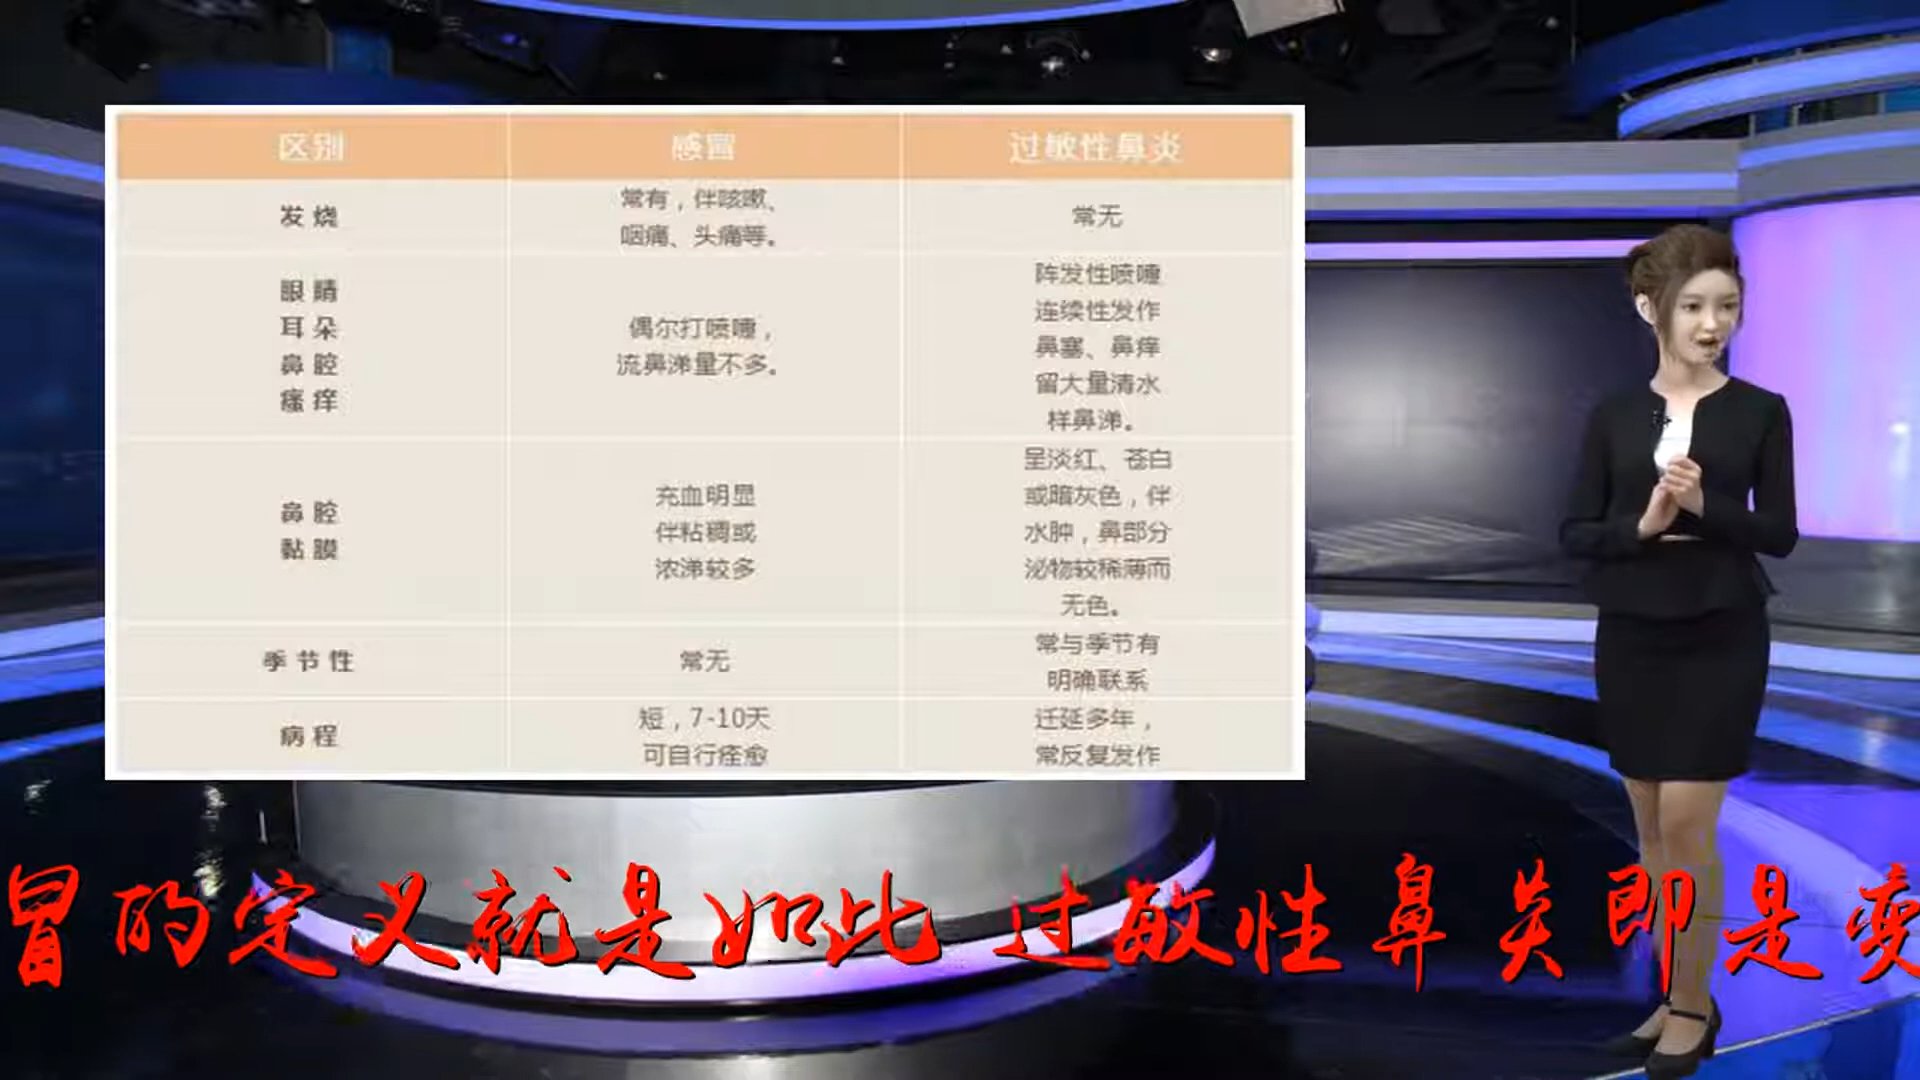 区别 感冒 过敏性鼻炎
发烧 常有，伴咳嗽、 常无
咽痛、头痛等。
眼睛
耳朵
鼻腔
瘙痒
偶尔打喷嚏，
流鼻涕量不多。
阵发性喷嚏
连续性发作
鼻塞、鼻痒
留大量清水
样鼻涕。
鼻腔
黏膜
充血明显
伴粘稠或
浓涕较多
呈淡红、苍白
或暗灰色，伴
水肿，鼻部分
泌物较稀薄而
无色。
季节性 常无 常与季节有
明确联系
病程 短，7-10天
可自行痊愈
迁延多年，
常反复发作
冒的定义就是如此 过敏性鼻炎即是变